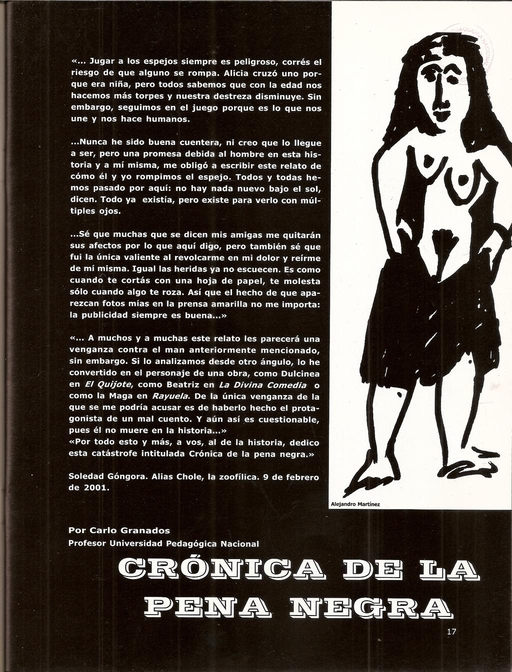 «... Jugar a los espejos siempre es peligroso, corrés el
riesgo de que alguno se rompa. Alicia cruzó uno por-
que era niña, pero todos sabemos que con la edad nos
hacemos más torpes y nuestra destreza disminuye. Sin
embargo, seguimos en el juego porque es lo que nos
une y nos hace humanos.
...Nunca he sido buena cuentera, ni creo que lo llegue
a ser, pero una promesa debida al hombre en esta his-
toria y a mí misma, me obligó a escribir este relato de
cómo él y yo rompimos el espejo. Todos y todas he-
mos pasado por aquí: no hay nada nuevo bajo el sol,
dicen. Todo ya existía, pero existe para verlo con múl-
tiples ojos.
...Sé que muchas que se dicen mis amigas me quitarán
sus afectos por lo que aquí digo, pero también sé que
fui la única valiente al revolcarme en mi dolor y reírme
de mí misma. Igual las heridas ya no escuecen. Es como
cuando te cortás con una hoja de papel, te molesta
sólo cuando algo te roza. Así que el hecho de que apa-
rezcan fotos mías en la prensa amarilla no me importa:
la publicidad siempre es buena...»
«... A muchos y a muchas este relato les parecerá una
venganza contra el man anteriormente mencionado,
sin embargo. Si lo analizamos desde otro ángulo, lo he
convertido en el personaje de una obra, como Dulcinea
en El Quijote, como Beatriz en La Divina Comedia o
como la Maga en Rayuela. De la única venganza de la
que se me podría acusar es de haberlo hecho el prota-
gonista de un mal cuento. Y aún así es cuestionable,
pues él no muere en la historia...»
«Por todo esto y más, a vos, al de la historia, dedico
esta catástrofe intitulada Crónica de la pena negra.»
Soledad Góngora. Alias Chole, la zoofílica. 9 de febrero
de 2001.
Alejandro Martínez
Por Carlo Granados
Profesor Universidad Pedagógica Nacional
CRÓNICA DE LA
PENA NEGRA
17